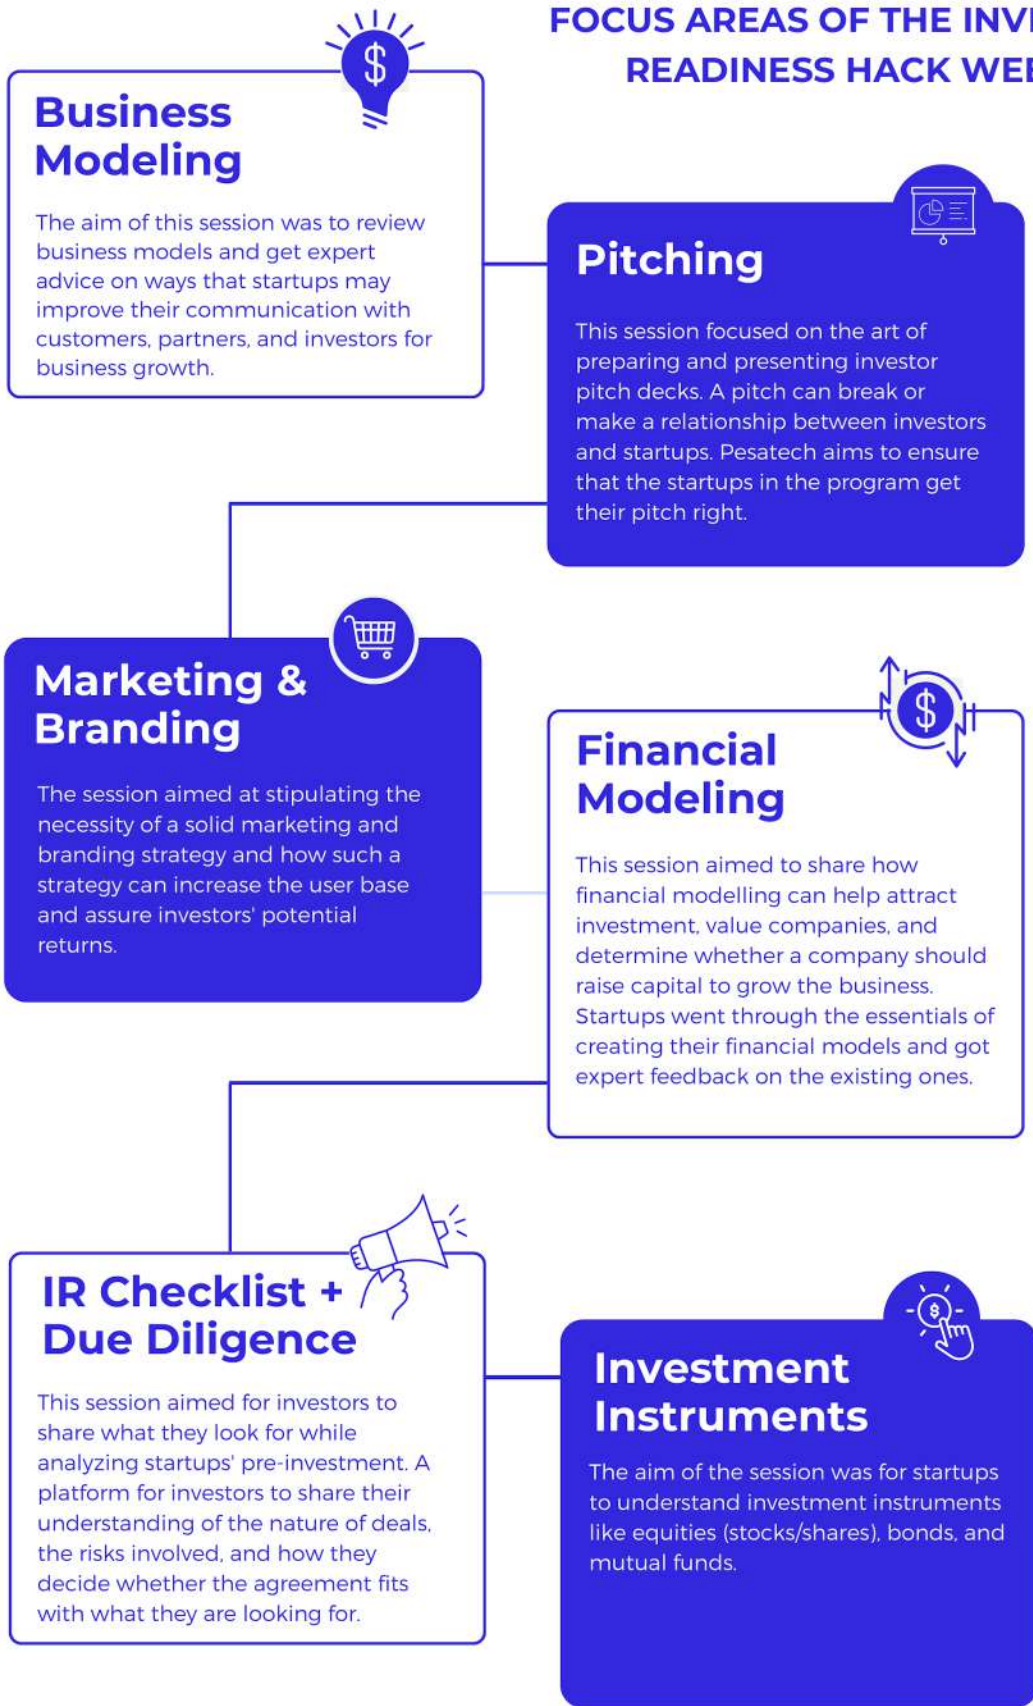 FOCUS AREAS OF THE
READINESS HACK
Business
Modeling
The aim of this session was to review
business models and get expert
advice on ways that startups may
improve their communication with
customers, partners, and investors for
business growth.
Pitching
This session focused on the art of
preparing and presenting investor
pitch decks. A pitch can break or
make a relationship between investors
and startups. Pesatech aims to ensure
that the startups in the program get
their pitch right.
Marketing &
Branding
The session aimed at stipulating the
necessity of a solid marketing and
branding strategy and how such a
strategy can increase the user base
and assure investors' potential
returns.
Financial
Modeling
This session aimed to share how
financial modelling can help attract
investment, value companies, and
determine whether a company should
raise capital to grow the business.
Startups went through the essentials of
creating their financial models and got
expert feedback on the existing ones.
IR Checklist +
Due Diligence
This session aimed for investors to
share what they look for while
analyzing startups' pre-investment. A
platform for investors to share their
understanding of the nature of deals,
the risks involved, and how they
decide whether the agreement fits
with what they are looking for.
Investment
Instruments
The aim of the session was for startups
to understand investment instruments
like equities (stocks/shares), bonds, and
mutual funds.